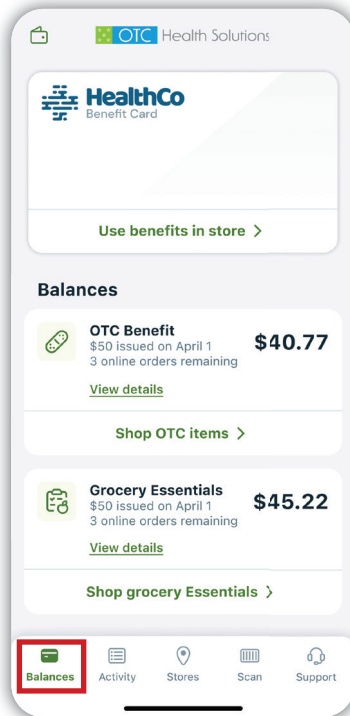 OTC Health Solutions
HealthCo
Benefit Card
Use benefits in store >
Balances
OTC Benefit
$50 issued on April 1
3 online orders remaining
$40.77
View details
Shop OTC items >
Grocery Essentials
$50 issued on April 1
3 online orders remaining
$45.22
View details
Shop grocery Essentials >
Balances Activity Stores Scan Support